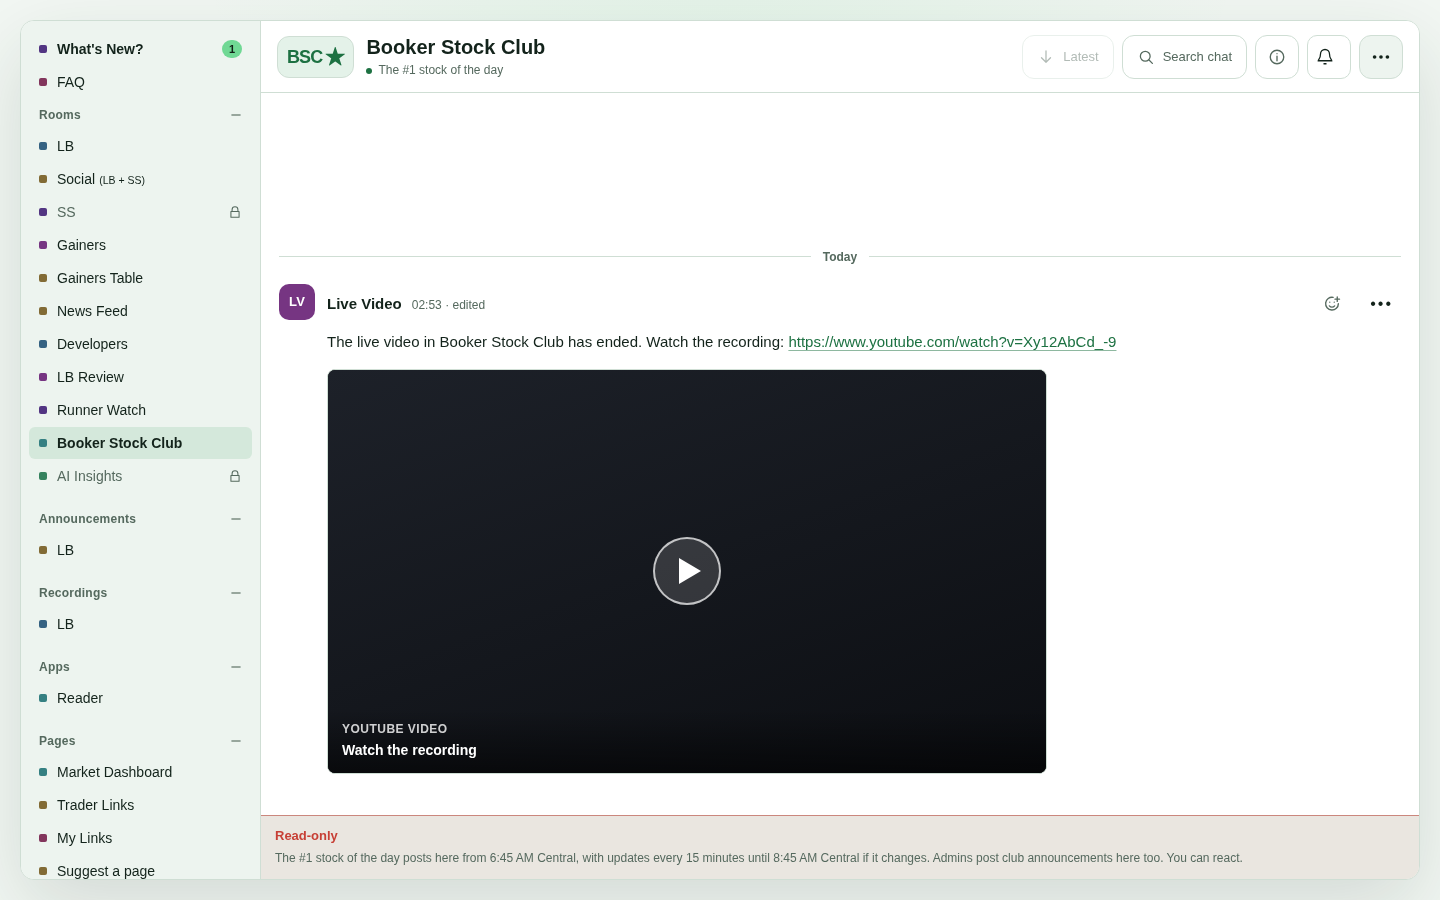 What's New?
1
FAQ
Rooms
LB
Social (LB + SS)
SS
Gainers
Gainers Table
News Feed
Developers
LB Review
Runner Watch
Booker Stock Club
AI Insights
Announcements
LB
Recordings
LB
Apps
Reader
Pages
Market Dashboard
Trader Links
My Links
Suggest a page
BSC★
Booker Stock Club
The #1 stock of the day
Latest
Search chat
Today
LV
Live Video 02:53 · edited
The live video in Booker Stock Club has ended. Watch the recording: https://www.youtube.com/watch?v=Xy12AbCd_-9
YOUTUBE VIDEO
Watch the recording
Read-only
The #1 stock of the day posts here from 6:45 AM Central, with updates every 15 minutes until 8:45 AM Central if it changes. Admins post club announcements here too. You can react.